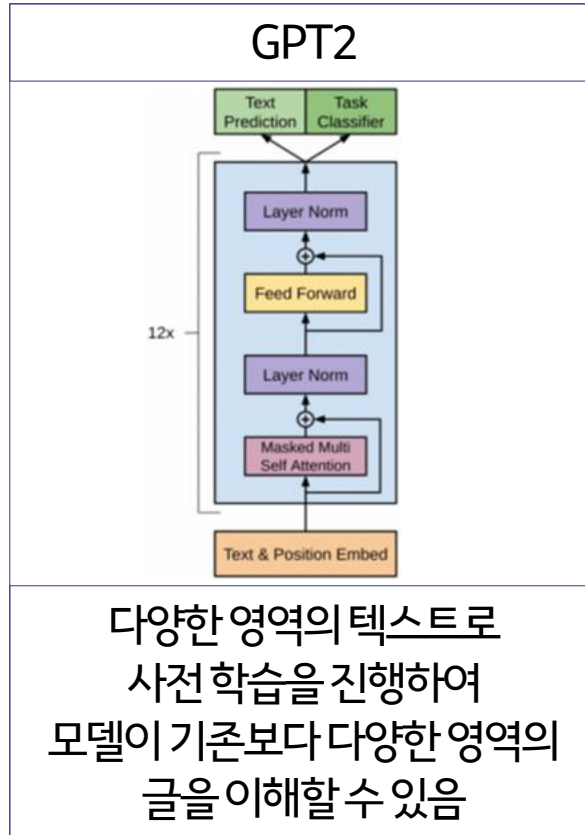 GPT2
Text
Prediction
Task
Classifier
Layer Norm
+
Feed Forward
12x
Layer Norm
+
Masked Multi
Self Attention
Text & Position Embed
다양한 영역의 텍스트로
사전 학습을 진행하여
모델이 기존보다 다양한 영역의
글을 이해할 수 있음